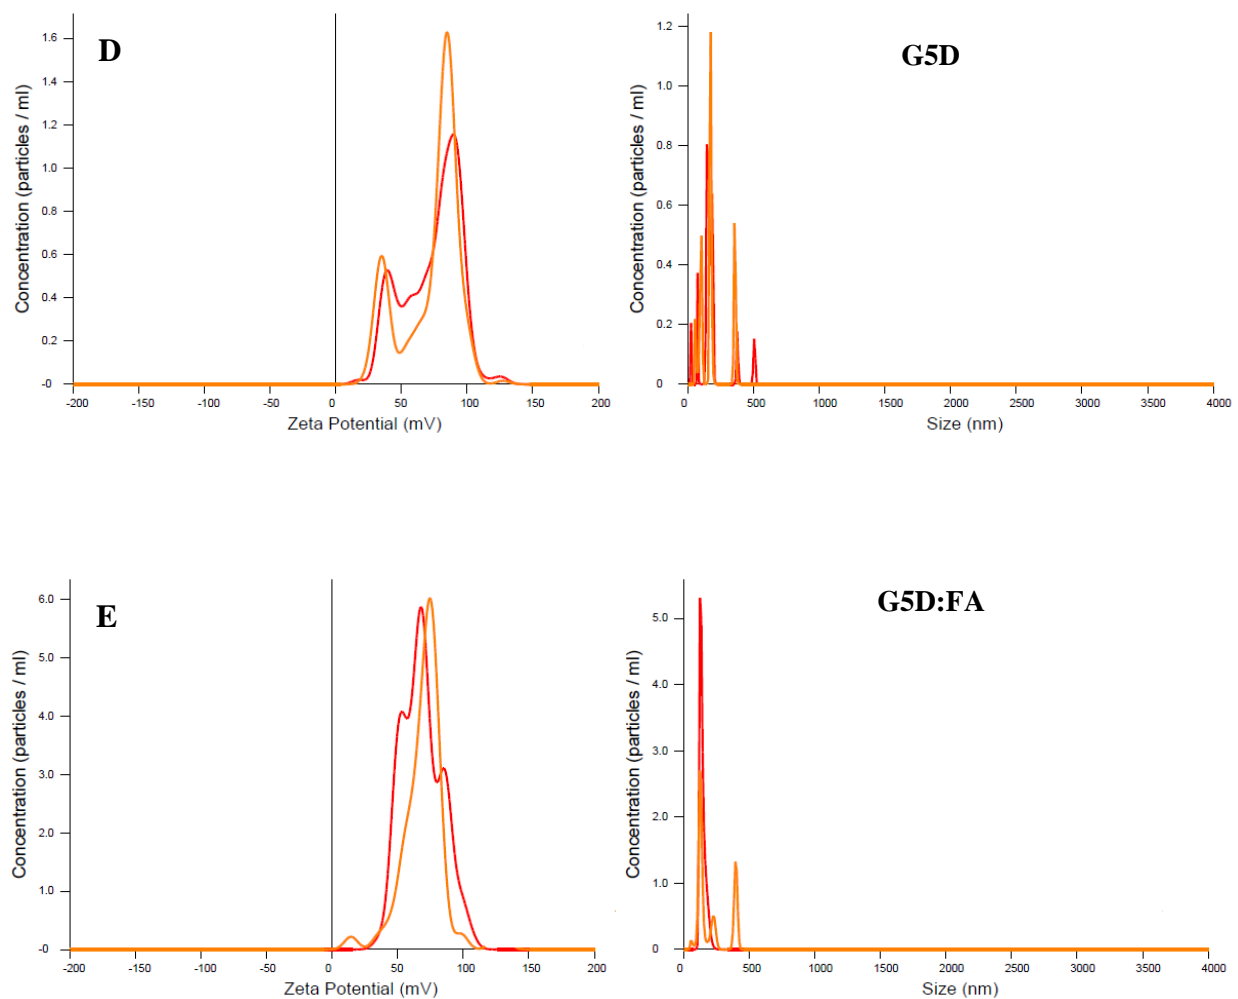 D
Concentration (particles / ml)
1.6
1.4
1.2
1.0
0.8
0.6
0.4
0.2
-0
-200 -150 -100 -50 0 50 100 150 200
Zeta Potential (mV)
G5D
Concentration (particles / ml)
1.2
1.0
0.8
0.6
0.4
0.2
0
0 500 1000 1500 2000 2500 3000 3500 4000
Size (nm)
E
Concentration (particles / ml)
6.0
5.0
4.0
3.0
2.0
1.0
-0
-200 -150 -100 -50 0 50 100 150 200
Zeta Potential (mV)
G5D:FA
Concentration (particles / ml)
5.0
4.0
3.0
2.0
1.0
0
0 500 1000 1500 2000 2500 3000 3500 4000
Size (nm)